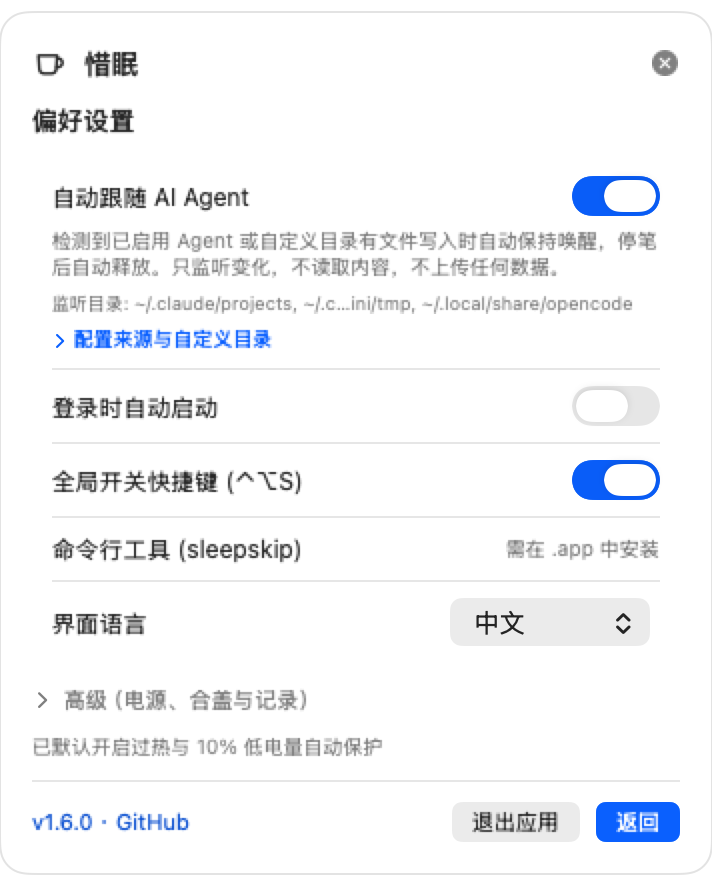 惜眠
偏好设置
自动跟随 AI Agent
检测到已启用 Agent 或自定义目录有文件写入时自动保持唤醒，停笔
后自动释放。只监听变化，不读取内容，不上传任何数据。
监听目录: ~/.claude/projects, ~/.c...ini/tmp, ~/.local/share/opencode
配置来源与自定义目录
登录时自动启动
全局开关快捷键 (^⌥S)
命令行工具 (sleepskip) 需在 .app 中安装
界面语言 中文
高级（电源、合盖与记录）
已默认开启过热与 10% 低电量自动保护
v1.6.0 · GitHub 退出应用 返回